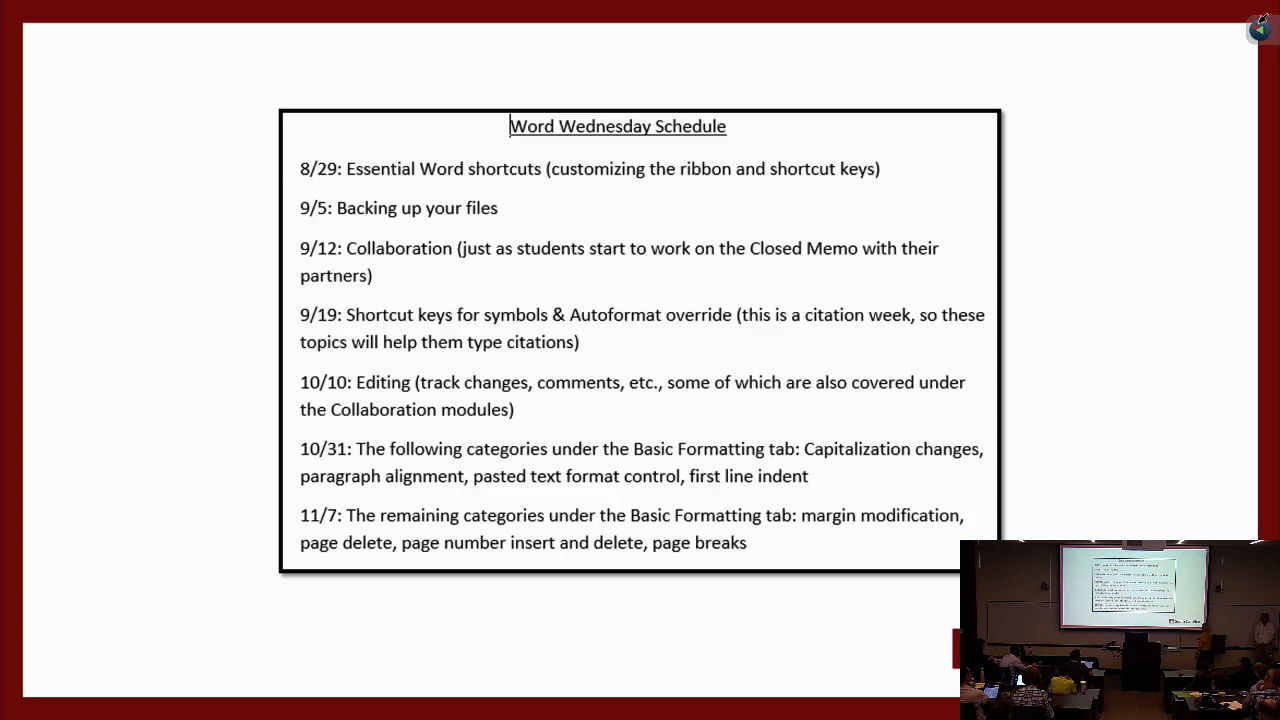 Word Wednesday Schedule
8/29: Essential Word shortcuts (customizing the ribbon and shortcut keys)
9/5: Backing up your files
9/12: Collaboration (just as students start to work on the Closed Memo with their
partners)
9/19: Shortcut keys for symbols & Autoformat override (this is a citation week, so these
topics will help them type citations)
10/10: Editing (track changes, comments, etc., some of which are also covered under
the Collaboration modules)
10/31: The following categories under the Basic Formatting tab: Capitalization changes,
paragraph alignment, pasted text format control, first line indent
11/7: The remaining categories under the Basic Formatting tab: margin modification,
page delete, page number insert and delete, page breaks